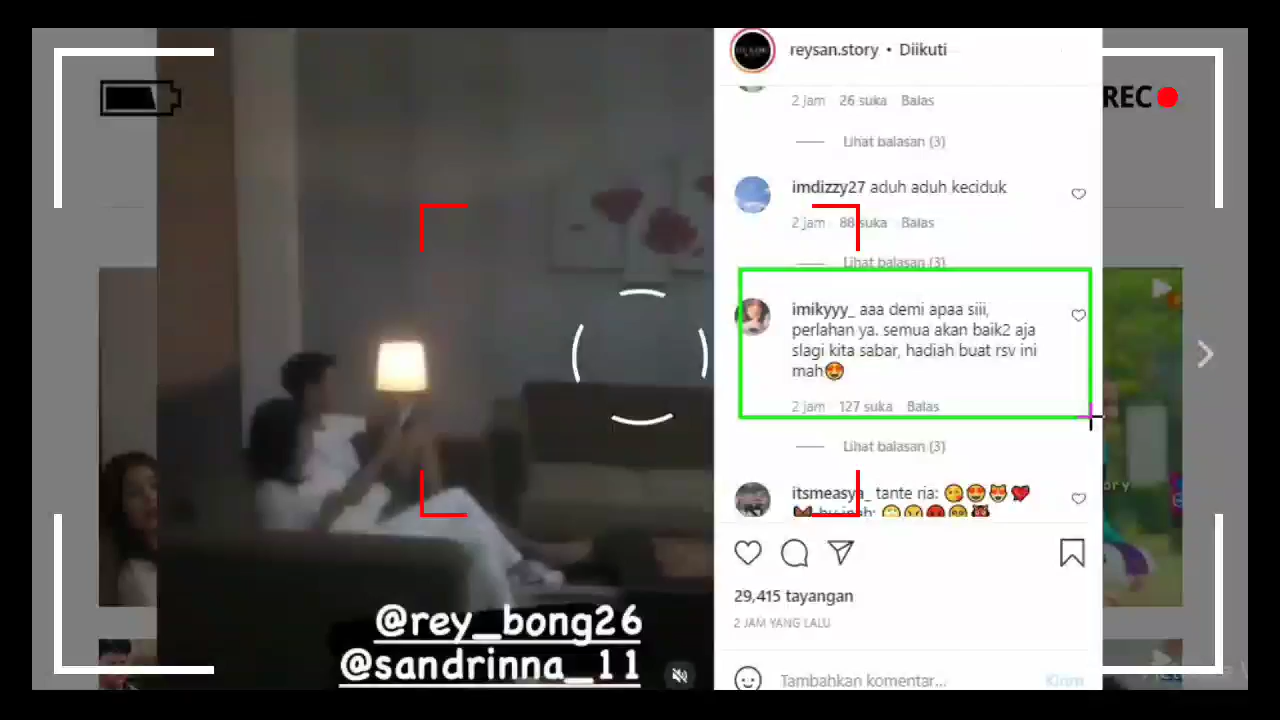 reysan.story • Diikuti
REC
2 jam 26 suka Balas
Lihat balasan (3)
imdizzy27 aduh aduh keciduk
2 jam 88 suka Balas
Lihat balasan (3)
imikyyy_ aaa demi apaa siii,
perlahan ya. semua akan baik2 aja
slagi kita sabar, hadiah buat rsv ini
mah😍
2 jam 127 suka Balas
Lihat balasan (3)
itsmeasya_ tante ria: 😋😍😻❤️
29,415 tayangan
2 JAM YANG LALU
Tambahkan komentar...
Kirim
@rey_bong26
@sandrinna_11